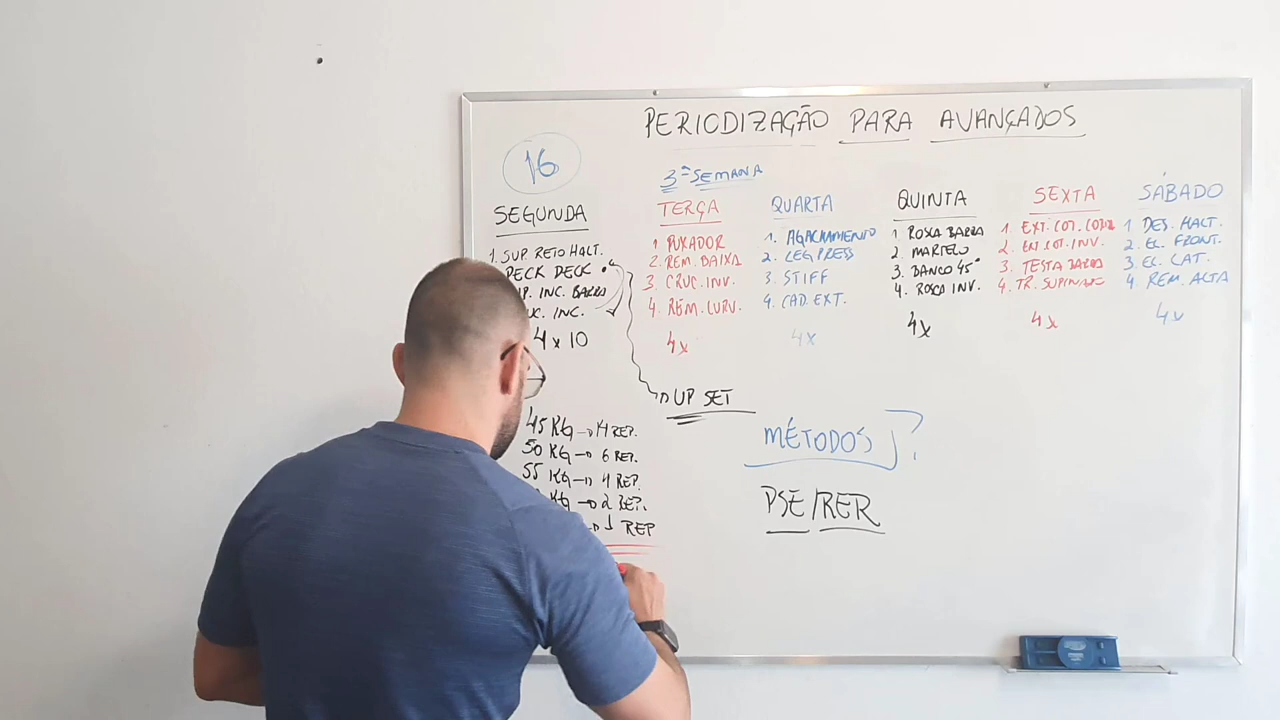 PERIODIZAÇÃO PARA AVANÇADOS
16
3ª SEMANA
SEGUNDA
1. SUP. RETO HALT.
PECK DECK
INC. BARRA
INC.
4 x 10
TERÇA
1 PUXADOR
2. REM. BAIXA
3. CRUC. INV.
4. REM. CURV.
4x
QUARTA
1. AGACHAMENTO
2. LEG PRESS
3. STIFF
4. CAD. EXT.
4x
QUINTA
1 ROSCA BARRA
2. MARTELO
3. BANCO 45°
4. ROSCA INV.
4x
SEXTA
1. EXT. COT. CORDA
2. EXT. COT. INV.
3. TESTA BARRA
4. TR. SUPINADO
4x
SÁBADO
1 DES. HALT.
2. EL. FRONT.
3. EL. LAT.
4. REM. ALTA
4x
UP SET
45 KG → 14 REP.
50 KG → 6 REP.
55 KG → 4 REP.
KG → 2 REP.
→ 1 REP
MÉTODOS?
PSE/RER